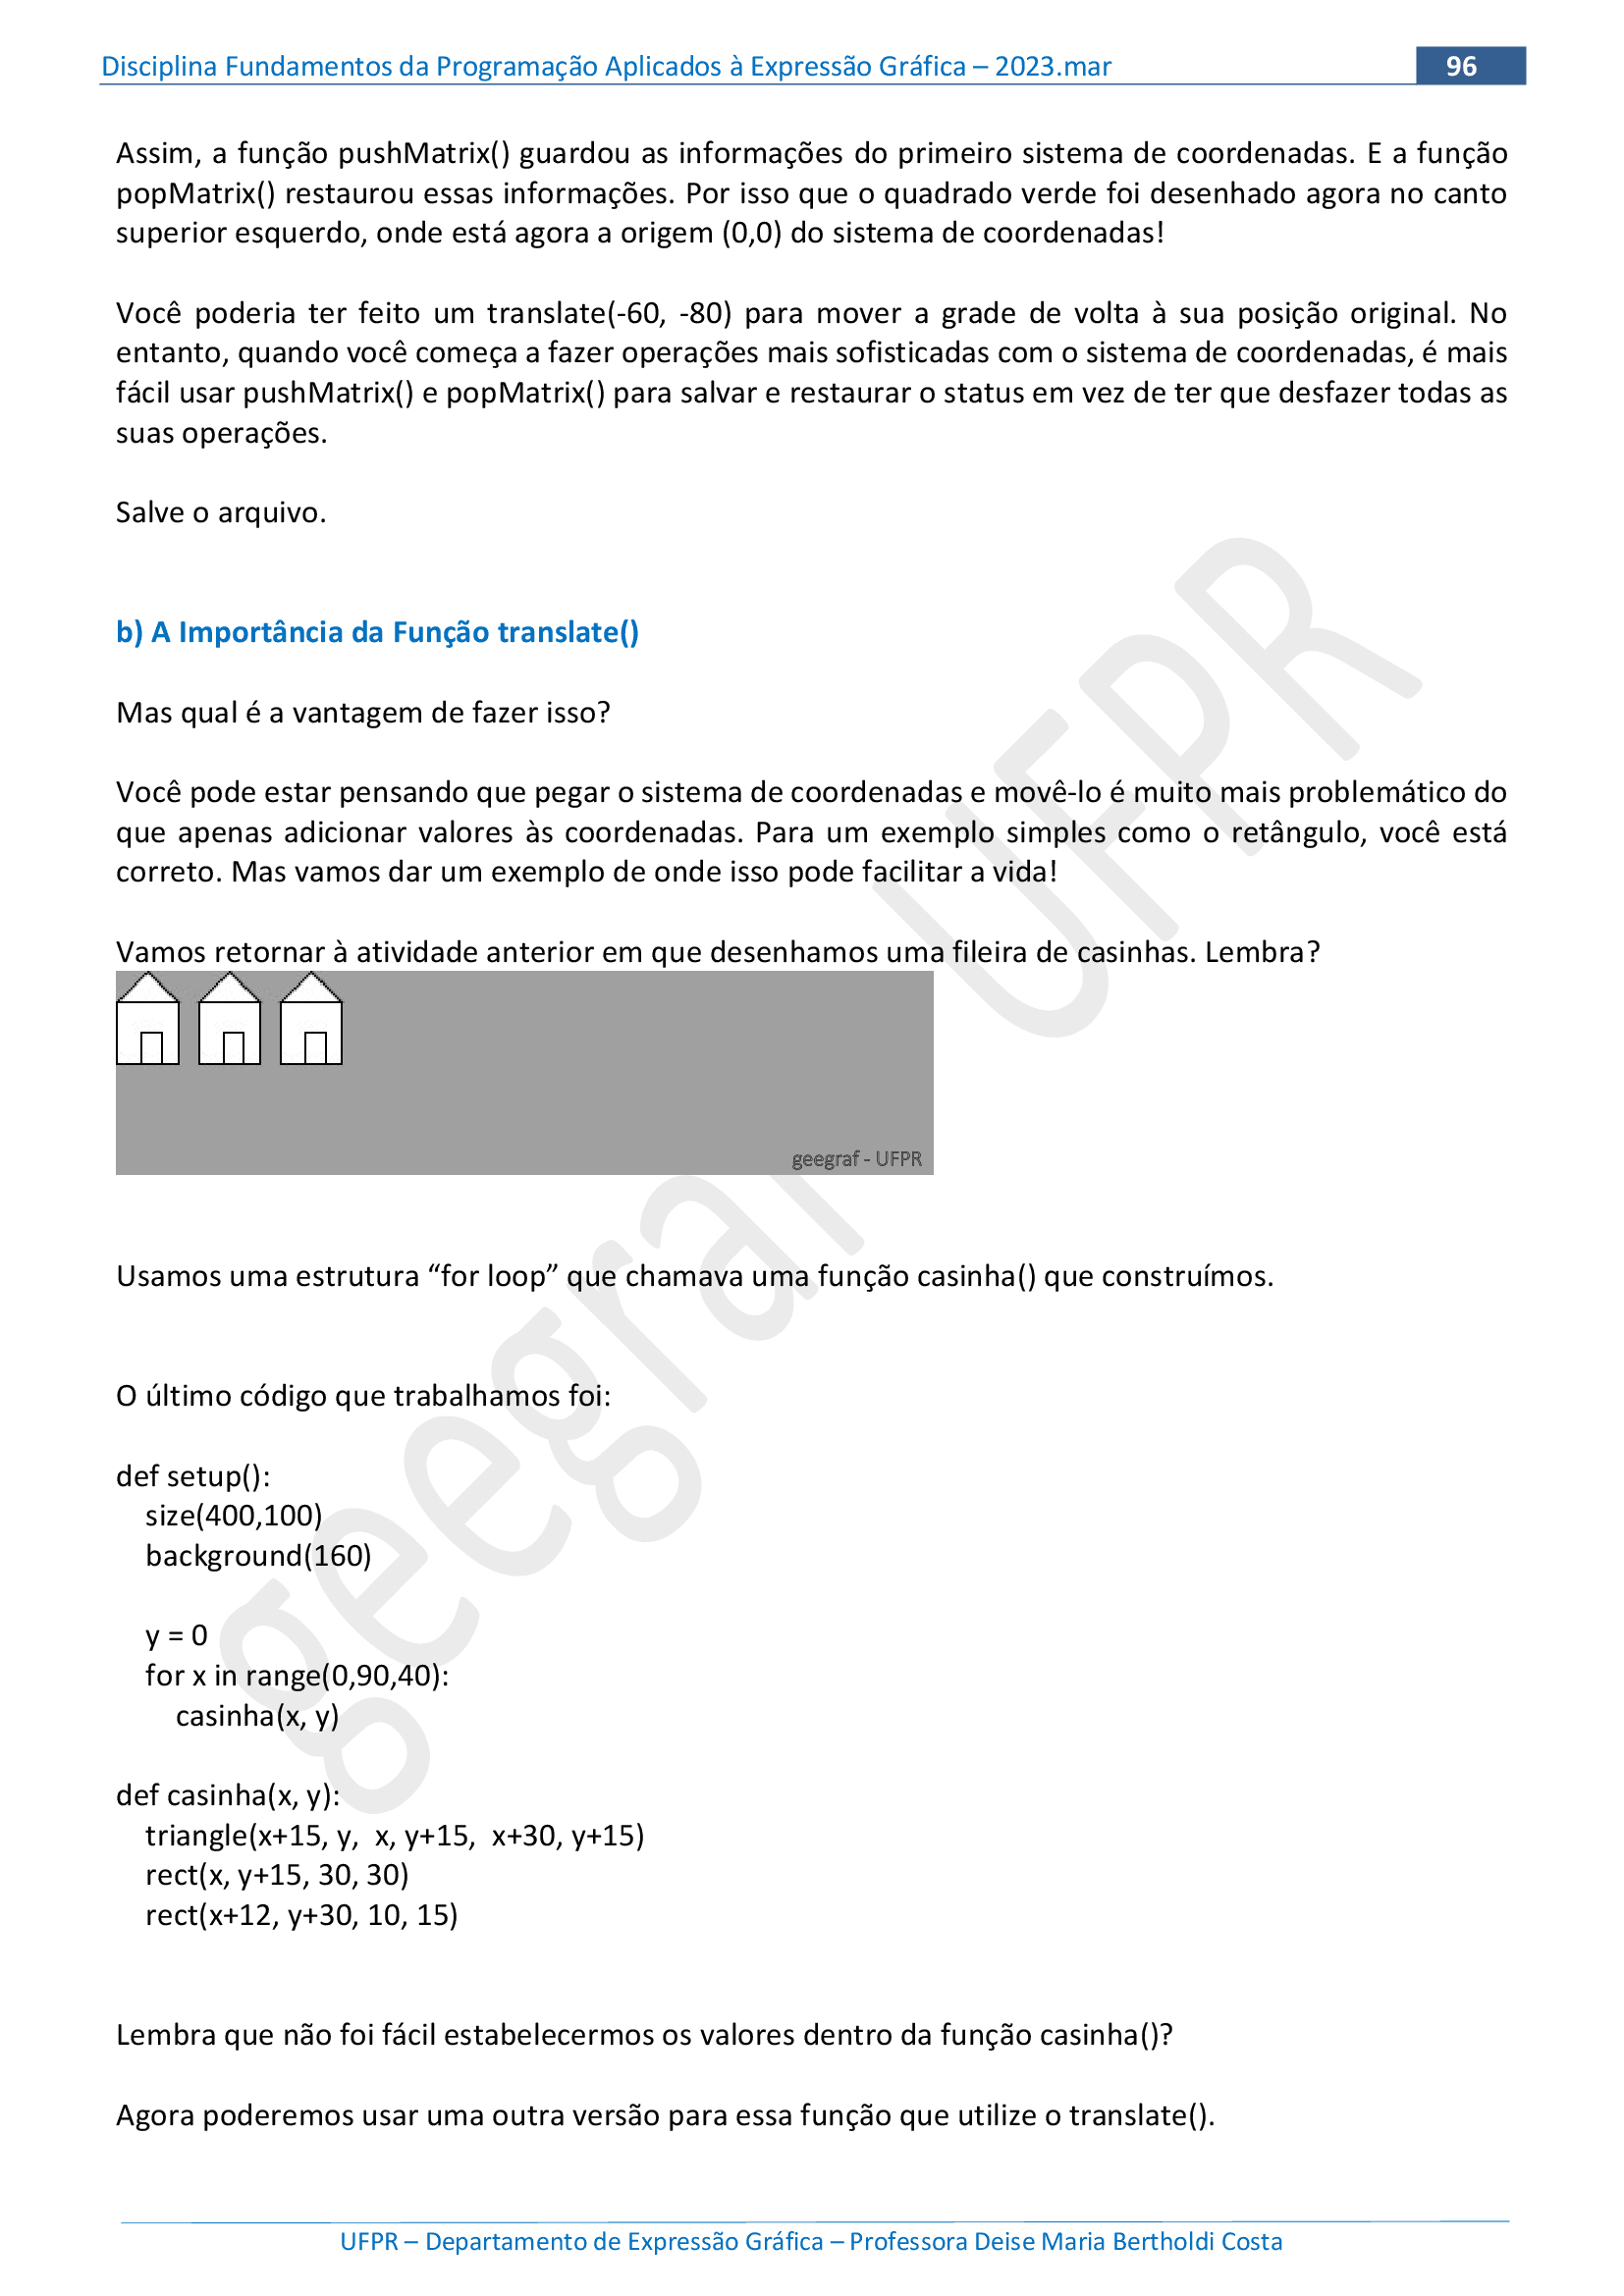 Disciplina Fundamentos da Programação Aplicados à Expressão Gráfica – 2023.mar 96
Assim, a função pushMatrix() guardou as informações do primeiro sistema de coordenadas. E a função
popMatrix() restaurou essas informações. Por isso que o quadrado verde foi desenhado agora no canto
superior esquerdo, onde está agora a origem (0,0) do sistema de coordenadas!
Você poderia ter feito um translate(-60, -80) para mover a grade de volta à sua posição original. No
entanto, quando você começa a fazer operações mais sofisticadas com o sistema de coordenadas, é mais
fácil usar pushMatrix() e popMatrix() para salvar e restaurar o status em vez de ter que desfazer todas as
suas operações.
Salve o arquivo.
b) A Importância da Função translate()
Mas qual é a vantagem de fazer isso?
Você pode estar pensando que pegar o sistema de coordenadas e movê-lo é muito mais problemático do
que apenas adicionar valores às coordenadas. Para um exemplo simples como o retângulo, você está
correto. Mas vamos dar um exemplo de onde isso pode facilitar a vida!
Vamos retornar à atividade anterior em que desenhamos uma fileira de casinhas. Lembra?
geegraf - UFPR
Usamos uma estrutura “for loop” que chamava uma função casinha() que construímos.
O último código que trabalhamos foi:
def setup():
size(400,100)
background(160)
y = 0
for x in range(0,90,40):
casinha(x, y)
def casinha(x, y):
triangle(x+15, y,  x, y+15,  x+30, y+15)
rect(x, y+15, 30, 30)
rect(x+12, y+30, 10, 15)
Lembra que não foi fácil estabelecermos os valores dentro da função casinha()?
Agora poderemos usar uma outra versão para essa função que utilize o translate().
UFPR – Departamento de Expressão Gráfica – Professora Deise Maria Bertholdi Costa
geegraf UFPR